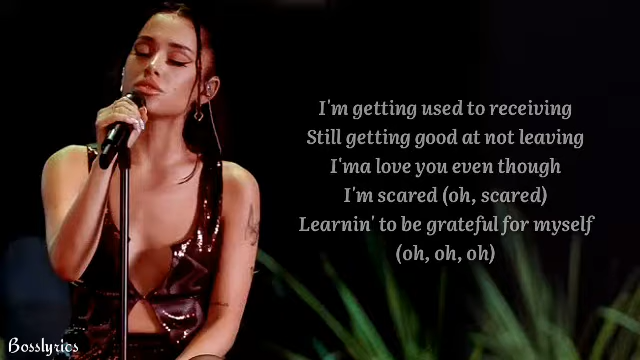 I'm getting used to receiving
Still getting good at not leaving
I'ma love you even though
I'm scared (oh, scared)
Learnin' to be grateful for myself
(oh, oh, oh)
Bosslyrics